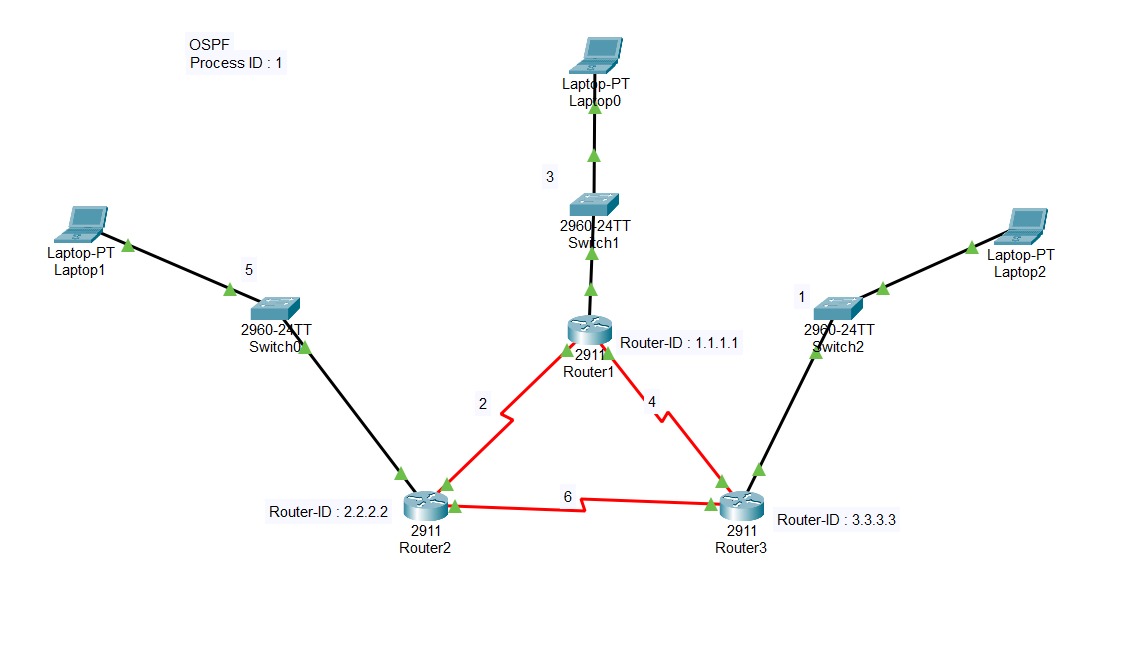 OSPF
Process ID : 1
Laptop-PT
Laptop0
3
2960-24TT
Switch1
Laptop-PT
Laptop1
5
2960-24TT
Switch0
Laptop-PT
Laptop2
1
2960-24TT
Switch2
Router-ID : 1.1.1.1
2911
Router1
2
4
6
Router-ID : 2.2.2.2
2911
Router2
Router-ID : 3.3.3.3
2911
Router3